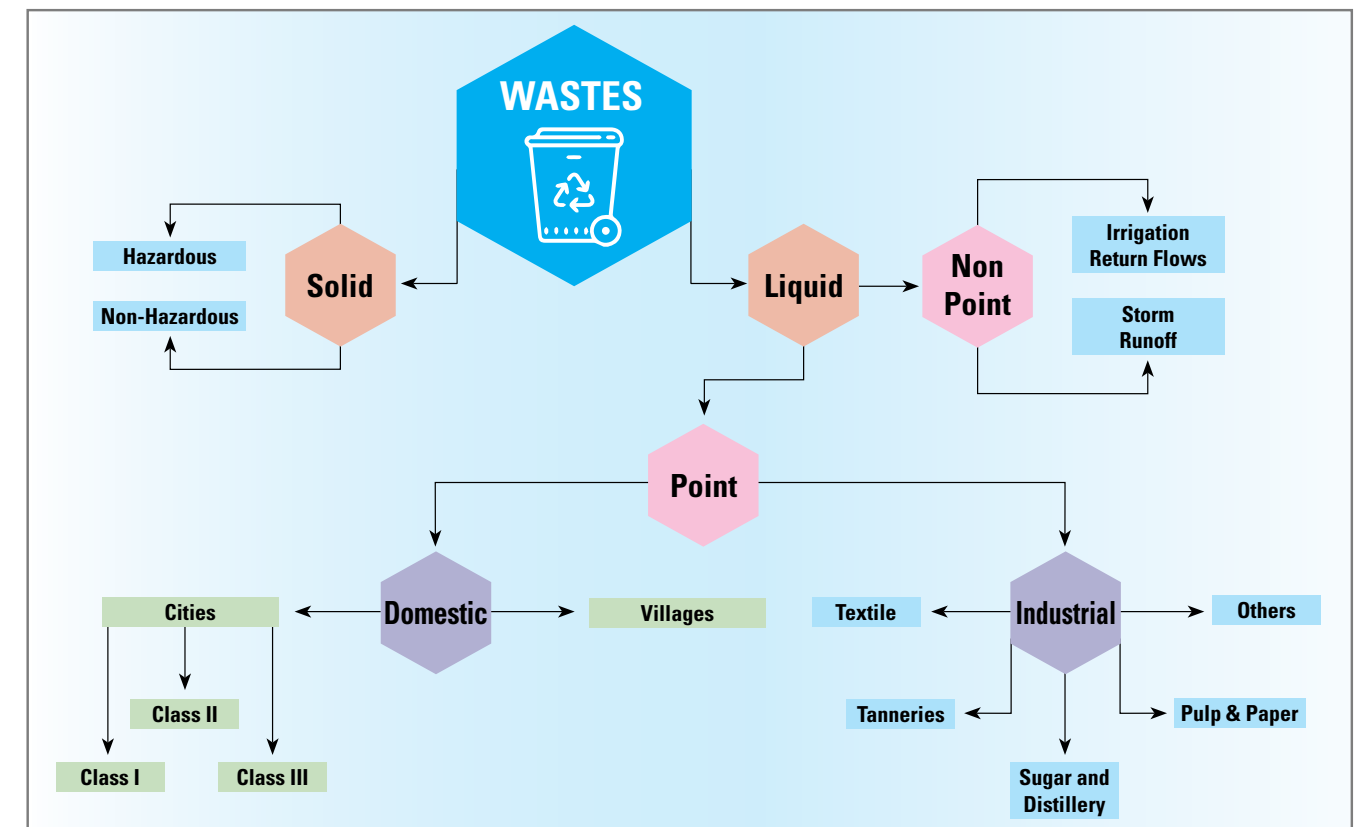 WASTES
Hazardous
Non-Hazardous
Solid
Liquid
Non
Point
Irrigation
Return Flows
Storm
Runoff
Point
Domestic
Cities
Villages
Class II
Class I
Class III
Industrial
Textile
Others
Tanneries
Pulp & Paper
Sugar and
Distillery